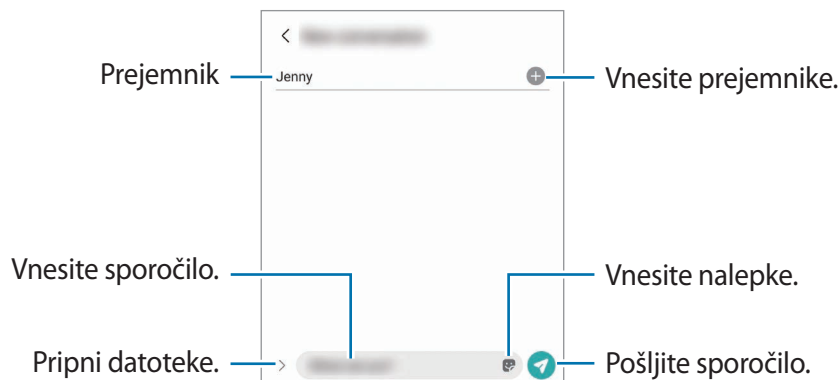 Prejemnik
Jenny
Vnesite prejemnike.
Vnesite sporočilo.
Vnesite nalepke.
Pripni datoteke.
Pošljite sporočilo.